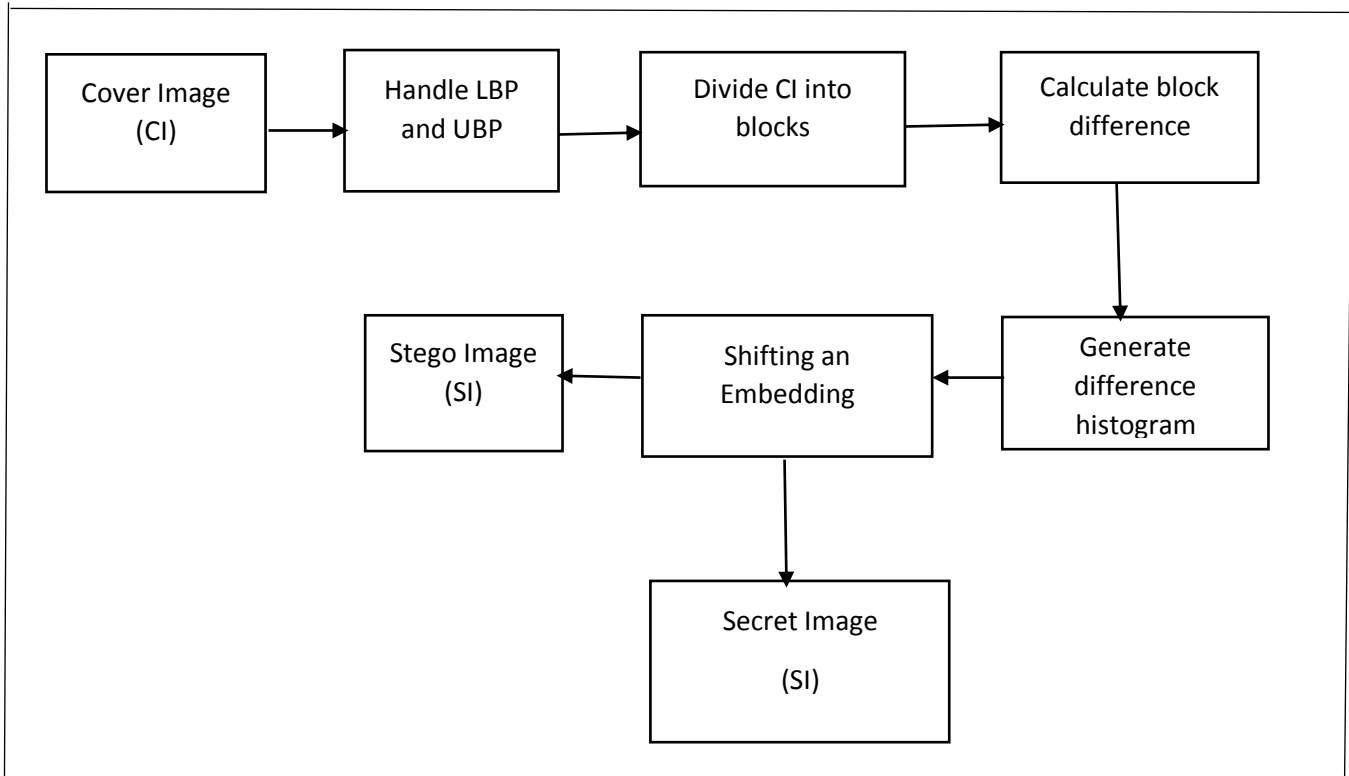 Cover Image
(CI)
Handle LBP
and UBP
Divide CI into
blocks
Calculate block
difference
Stego Image
(SI)
Shifting an
Embedding
Generate
difference
histogram
Secret Image
(SI)